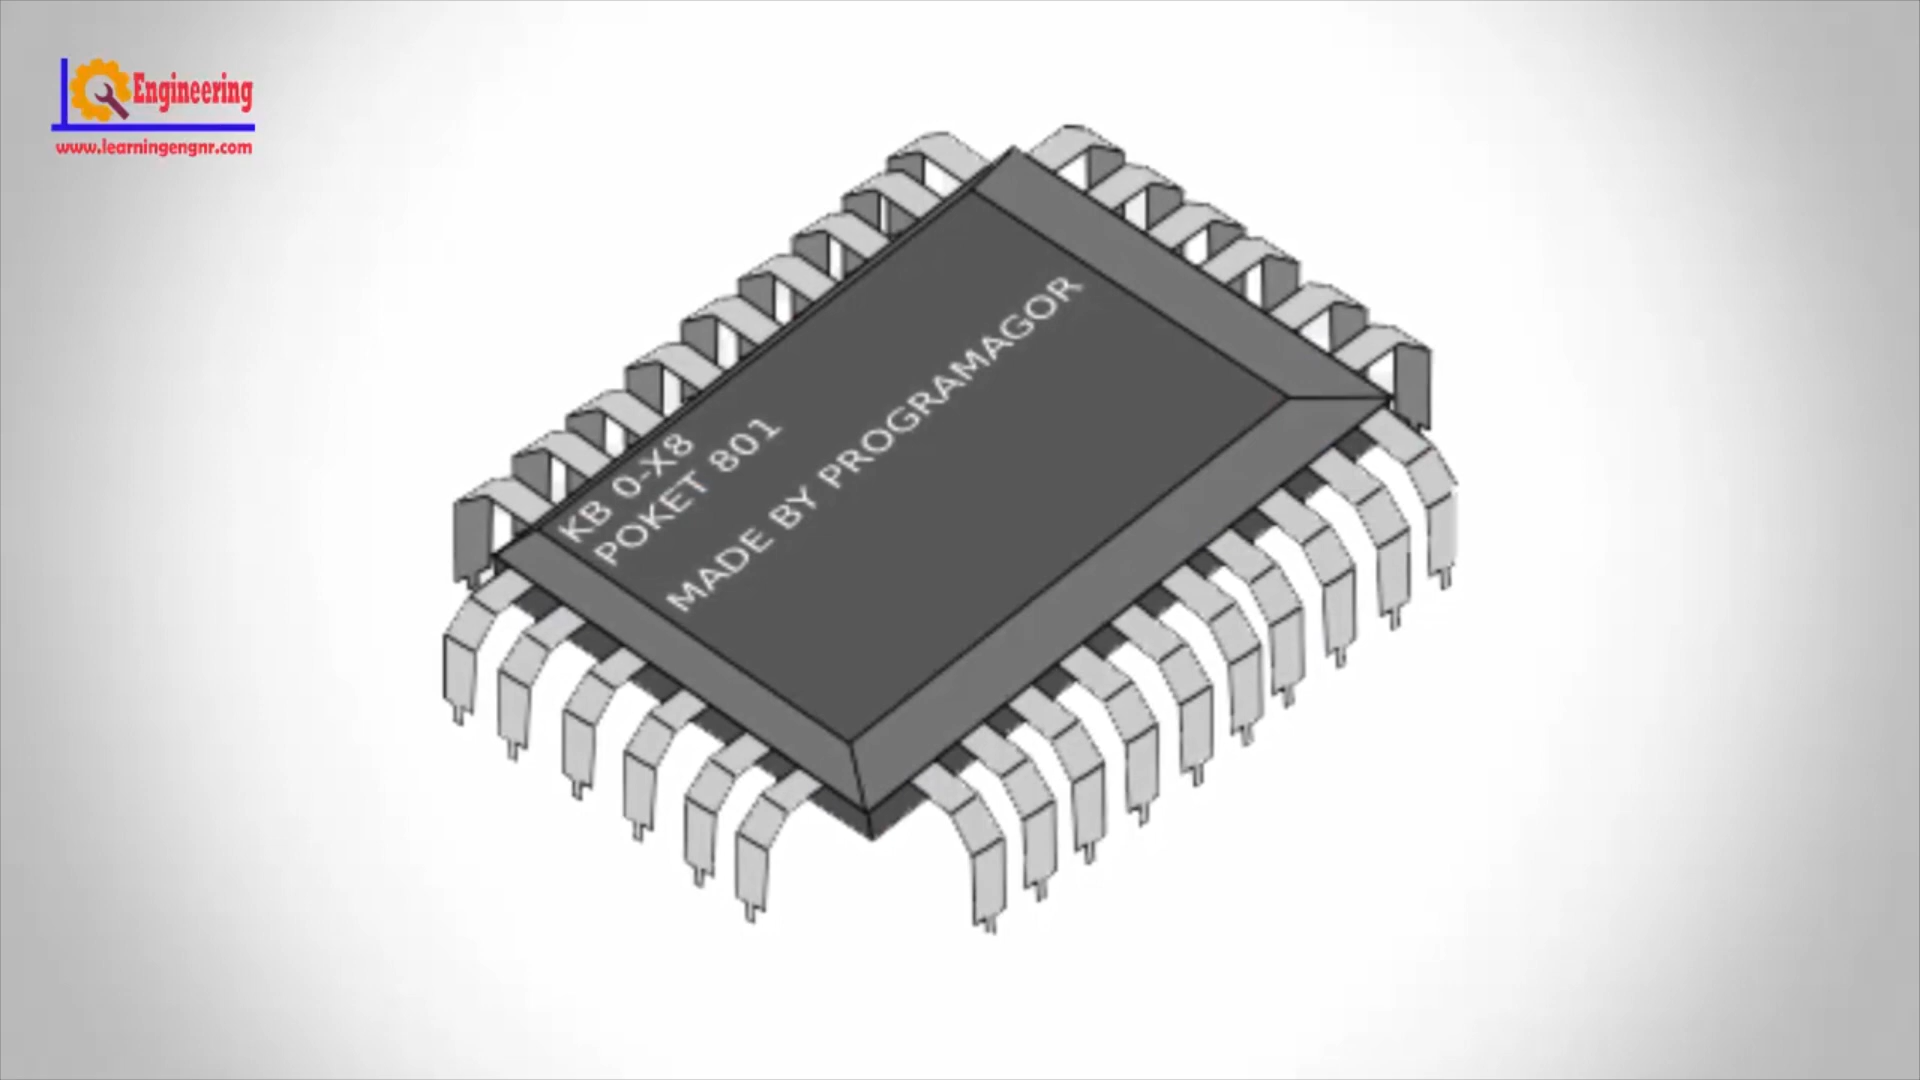 Engineering
www.learningengnr.com
KB 0-X8
POKET 801
MADE BY PROGRAMAGOR